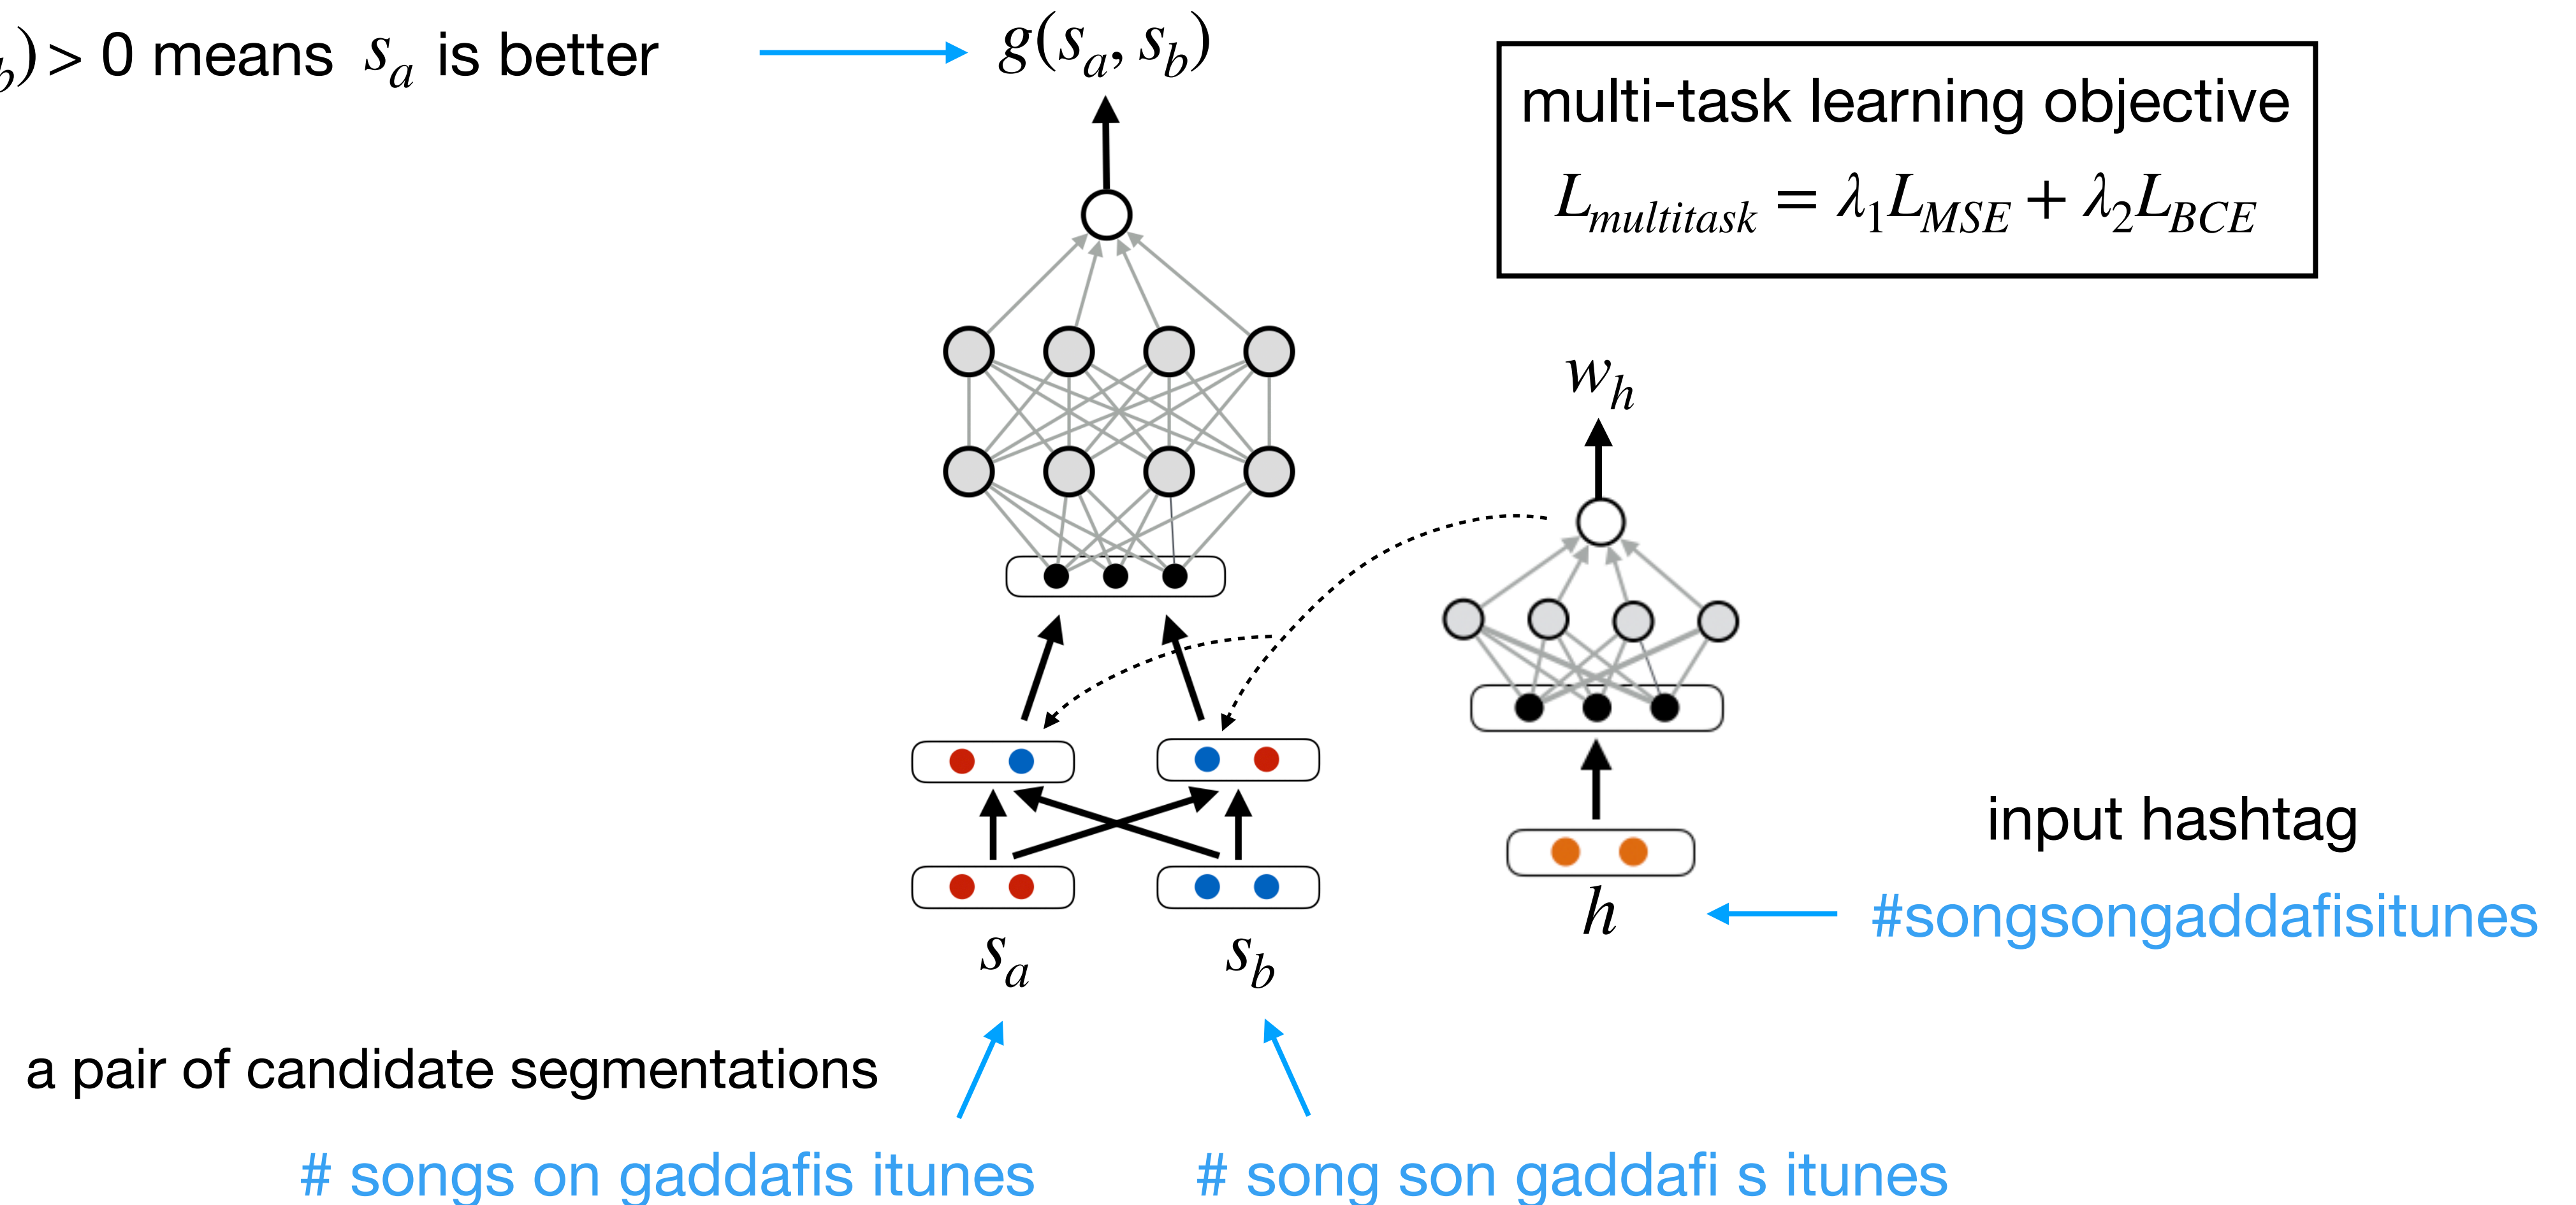 b) > 0 means s_a is better
g(s_a, s_b)
multi-task learning objective
L_multitask = λ_1 L_MSE + λ_2 L_BCE
w_h
input hashtag
h
#songsongaddafisitunes
s_a
s_b
a pair of candidate segmentations
# songs on gaddafis itunes
# song son gaddafi s itunes